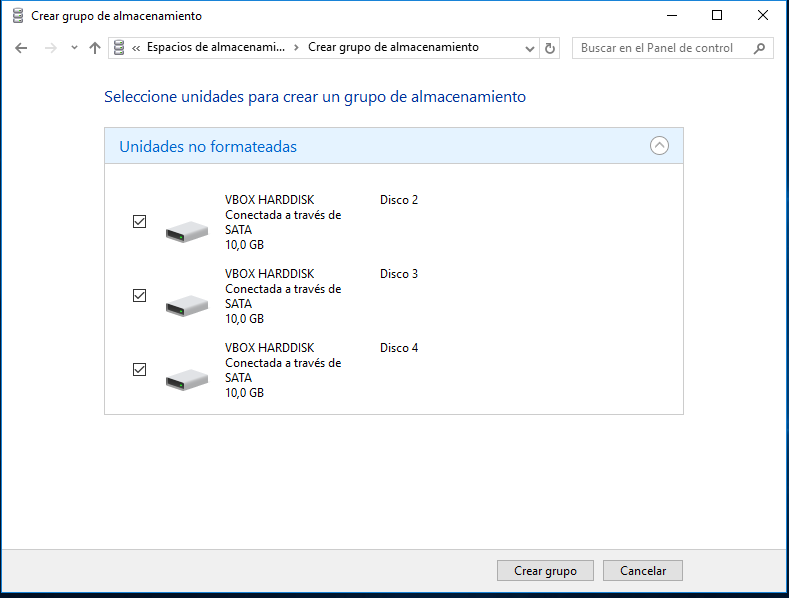 Crear grupo de almacenamiento
« Espacios de almacenami... > Crear grupo de almacenamiento
Buscar en el Panel de control
Seleccione unidades para crear un grupo de almacenamiento
Unidades no formateadas
VBOX HARDDISK Disco 2
Conectada a través de
SATA
10,0 GB
VBOX HARDDISK Disco 3
Conectada a través de
SATA
10,0 GB
VBOX HARDDISK Disco 4
Conectada a través de
SATA
10,0 GB
Crear grupo Cancelar